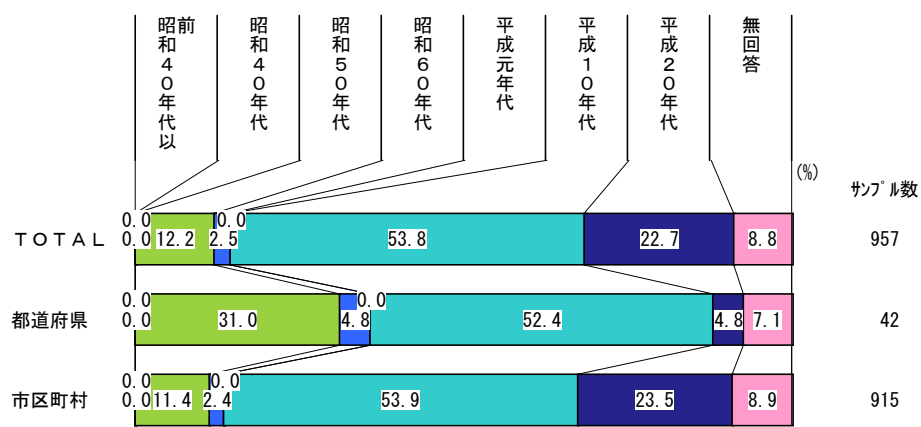 昭和４０年代以前
昭和４０年代
昭和５０年代
昭和６０年代
平成元年代
平成１０年代
平成２０年代
無回答
(%)
ｻﾝﾌﾟﾙ数
0.0
0.0
ＴＯＴＡＬ 0.0 12.2 2.5 53.8 22.7 8.8 957
0.0
0.0
都道府県 0.0 31.0 4.8 52.4 4.8 7.1 42
0.0
0.0
市区町村 0.0 11.4 2.4 53.9 23.5 8.9 915